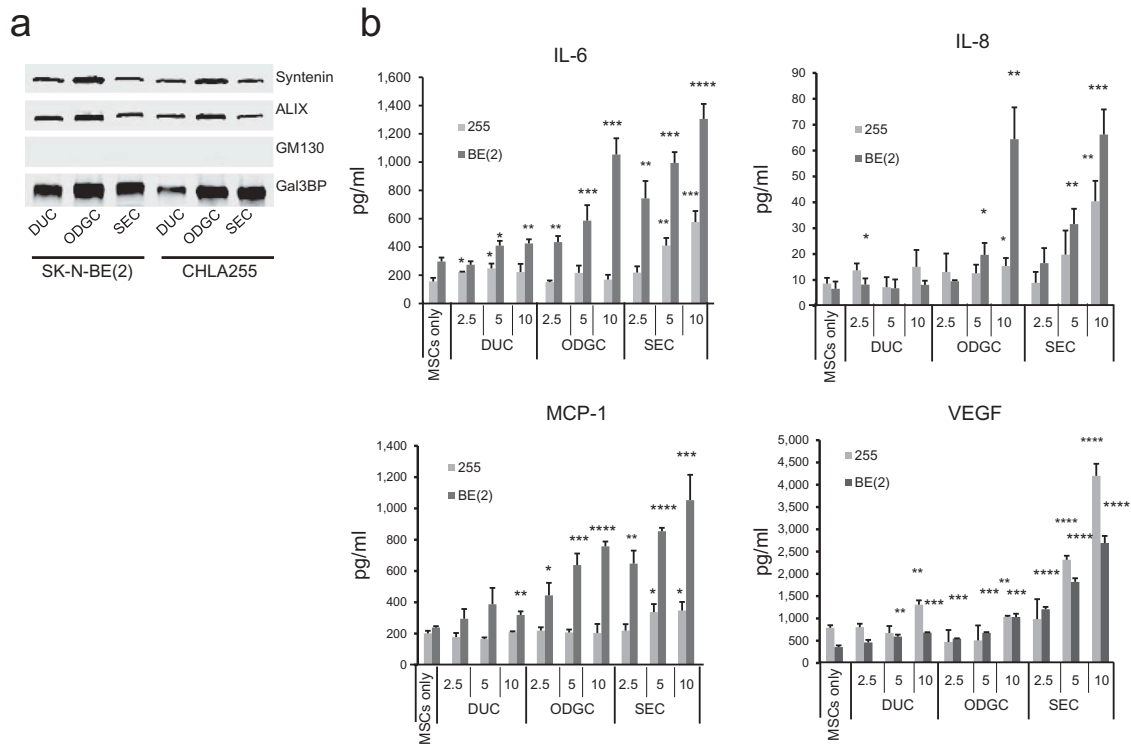 a
Syntenin
ALIX
GM130
Gal3BP
DUC ODGC SEC DUC ODGC SEC
SK-N-BE(2) CHLA255
b
IL-6
1,600
1,400
1,200
1,000
800
600
400
200
0
pg/ml
255
BE(2)
* * * ** ** *** *** ** ** *** *** ****
MSCs only
2.5 5 10 2.5 5 10 2.5 5 10
DUC ODGC SEC
IL-8
90
80
70
60
50
40
30
20
10
0
pg/ml
255
BE(2)
* * * ** ** ** ***
MSCs only
2.5 5 10 2.5 5 10 2.5 5 10
DUC ODGC SEC
MCP-1
1,400
1,200
1,000
800
600
400
200
0
pg/ml
255
BE(2)
** * *** **** ** * **** * ***
MSCs only
2.5 5 10 2.5 5 10 2.5 5 10
DUC ODGC SEC
VEGF
5,000
4,500
4,000
3,500
3,000
2,500
2,000
1,500
1,000
500
0
pg/ml
255
BE(2)
** ** *** *** *** ** *** **** **** **** **** ****
MSCs only
2.5 5 10 2.5 5 10 2.5 5 10
DUC ODGC SEC